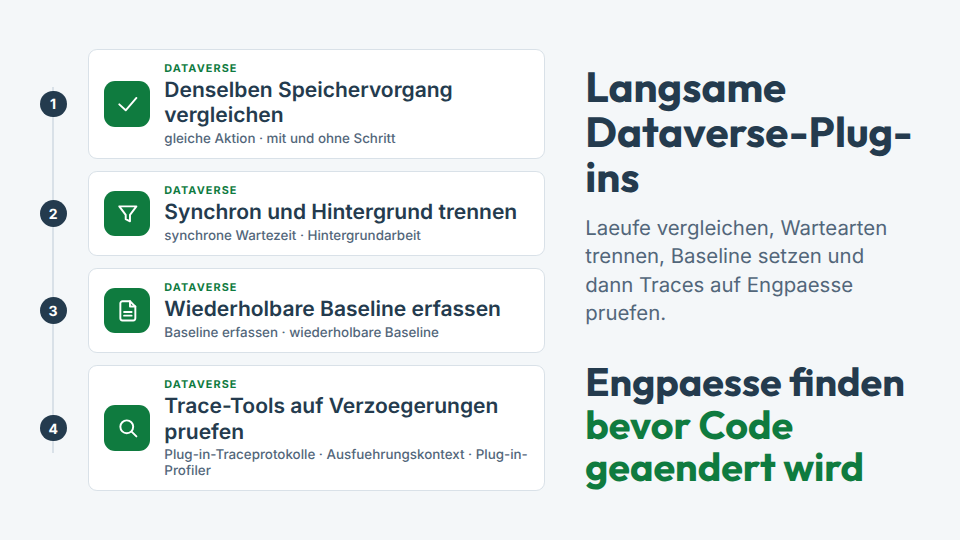 1
DATAVERSE
Denselben Speichervorgang
vergleichen
gleiche Aktion · mit und ohne Schritt
2
DATAVERSE
Synchron und Hintergrund trennen
synchrone Wartezeit · Hintergrundarbeit
3
DATAVERSE
Wiederholbare Baseline erfassen
Baseline erfassen · wiederholbare Baseline
4
DATAVERSE
Trace-Tools auf Verzoegerungen
pruefen
Plug-in-Traceprotokolle · Ausfuehrungskontext · Plug-in-
Profiler
Langsame
Dataverse-Plug-
ins
Laeufe vergleichen, Wartearten
trennen, Baseline setzen und
dann Traces auf Engpaesse
pruefen.
Engpaesse finden
bevor Code
geaendert wird